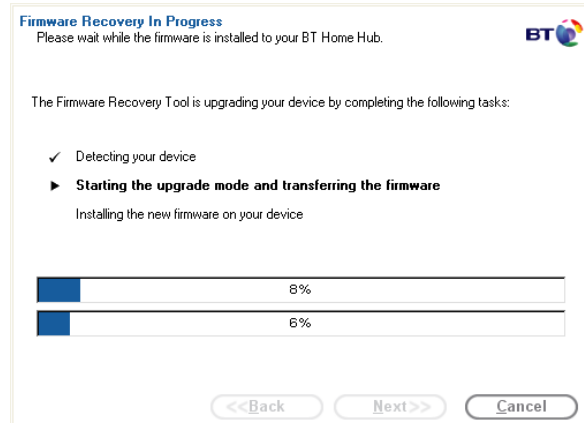 Firmware Recovery In Progress
Please wait while the firmware is installed to your BT Home Hub.
BT
The Firmware Recovery Tool is upgrading your device by completing the following tasks:
Detecting your device
Starting the upgrade mode and transferring the firmware
Installing the new firmware on your device
8%
6%
<<Back Next>> Cancel